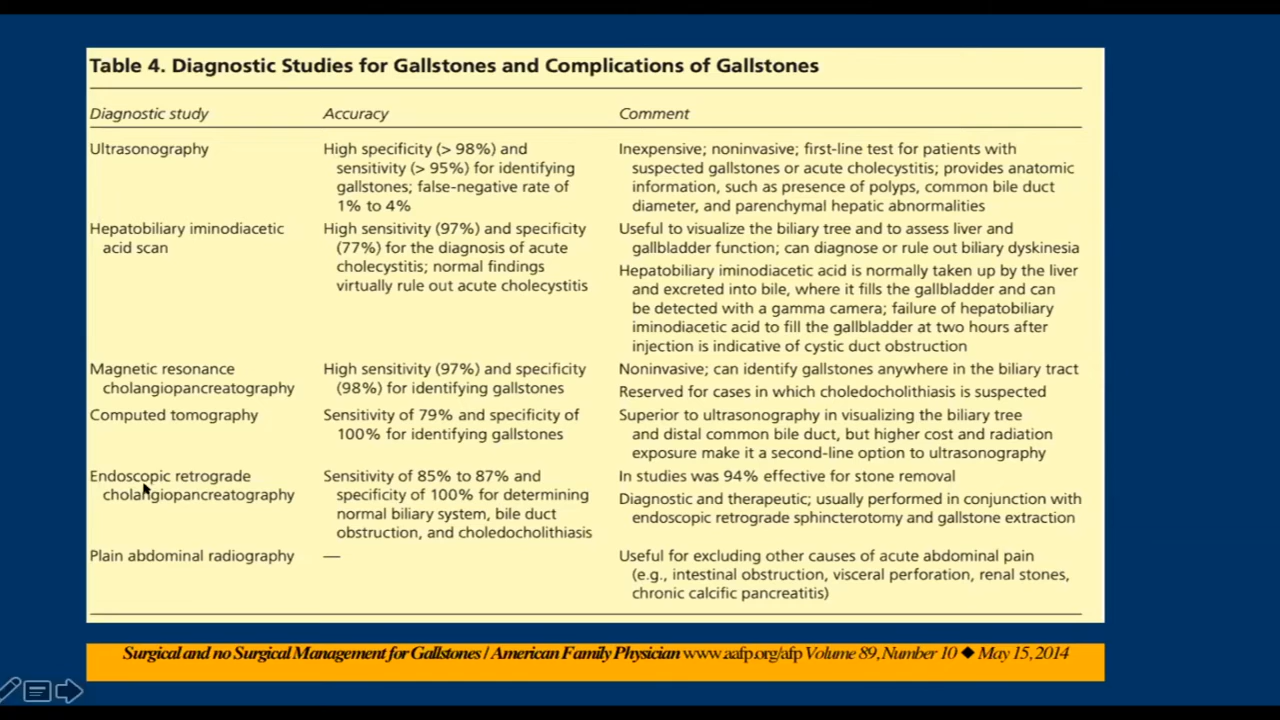 Table 4. Diagnostic Studies for Gallstones and Complications of Gallstones
Diagnostic study Accuracy Comment
Ultrasonography
High specificity (> 98%) and
sensitivity (> 95%) for identifying
gallstones; false-negative rate of
1% to 4%
Inexpensive; noninvasive; first-line test for patients with
suspected gallstones or acute cholecystitis; provides anatomic
information, such as presence of polyps, common bile duct
diameter, and parenchymal hepatic abnormalities
Hepatobiliary iminodiacetic
acid scan
High sensitivity (97%) and specificity
(77%) for the diagnosis of acute
cholecystitis; normal findings
virtually rule out acute cholecystitis
Useful to visualize the biliary tree and to assess liver and
gallbladder function; can diagnose or rule out biliary dyskinesia
Hepatobiliary iminodiacetic acid is normally taken up by the liver
and excreted into bile, where it fills the gallbladder and can
be detected with a gamma camera; failure of hepatobiliary
iminodiacetic acid to fill the gallbladder at two hours after
injection is indicative of cystic duct obstruction
Magnetic resonance
cholangiopancreatography
High sensitivity (97%) and specificity
(98%) for identifying gallstones
Noninvasive; can identify gallstones anywhere in the biliary tract
Reserved for cases in which choledocholithiasis is suspected
Computed tomography
Sensitivity of 79% and specificity of
100% for identifying gallstones
Superior to ultrasonography in visualizing the biliary tree
and distal common bile duct, but higher cost and radiation
exposure make it a second-line option to ultrasonography
Endoscopic retrograde
cholangiopancreatography
Sensitivity of 85% to 87% and
specificity of 100% for determining
normal biliary system, bile duct
obstruction, and choledocholithiasis
In studies was 94% effective for stone removal
Diagnostic and therapeutic; usually performed in conjunction with
endoscopic retrograde sphincterotomy and gallstone extraction
Plain abdominal radiography
—
Useful for excluding other causes of acute abdominal pain
(e.g., intestinal obstruction, visceral perforation, renal stones,
chronic calcific pancreatitis)
Surgical and no Surgical Management for Gallstones / American Family Physician www.aafp.org/afp Volume 89, Number 10 ◆ May 15, 2014